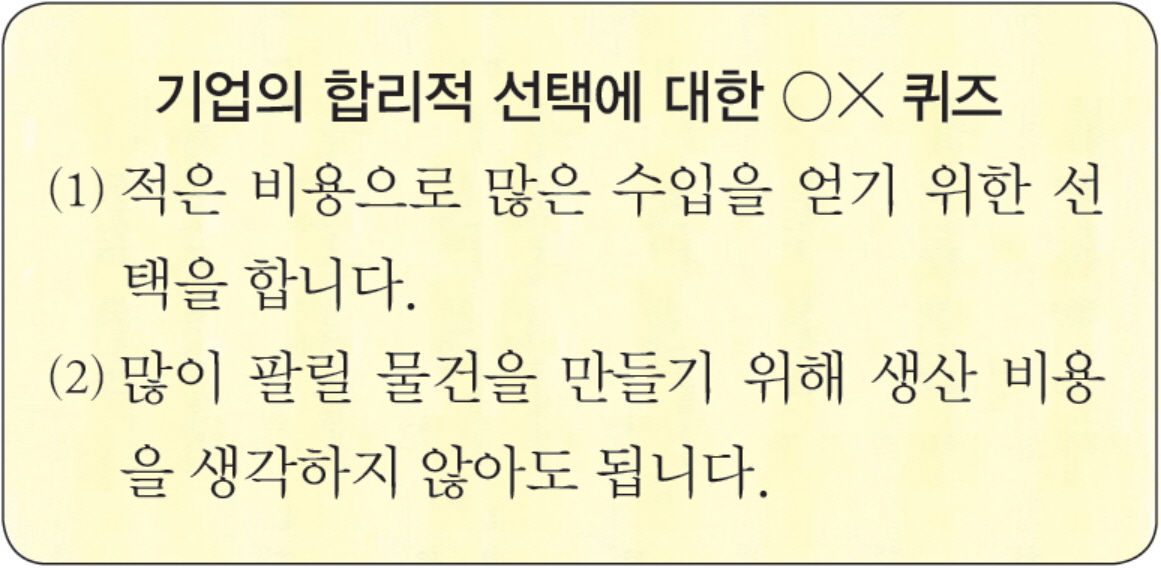 기업의 합리적 선택에 대한 ○× 퀴즈
(1) 적은 비용으로 많은 수입을 얻기 위한 선
택을 합니다.
(2) 많이 팔릴 물건을 만들기 위해 생산 비용
을 생각하지 않아도 됩니다.